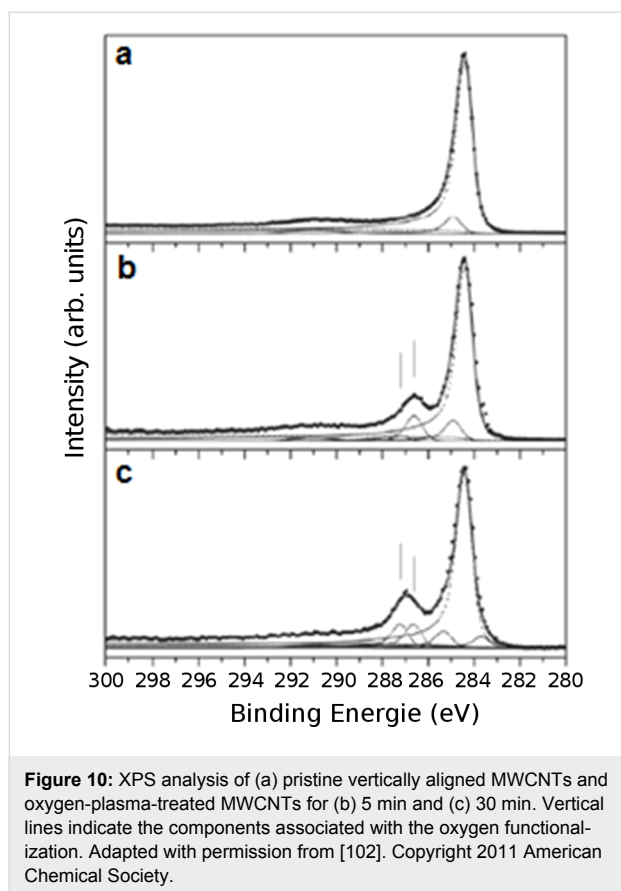 a
b
c
Intensity (arb. units)
300 298 296 294 292 290 288 286 284 282 280
Binding Energie (eV)
Figure 10: XPS analysis of (a) pristine vertically aligned MWCNTs and
oxygen-plasma-treated MWCNTs for (b) 5 min and (c) 30 min. Vertical
lines indicate the components associated with the oxygen functional-
ization. Adapted with permission from [102]. Copyright 2011 American
Chemical Society.